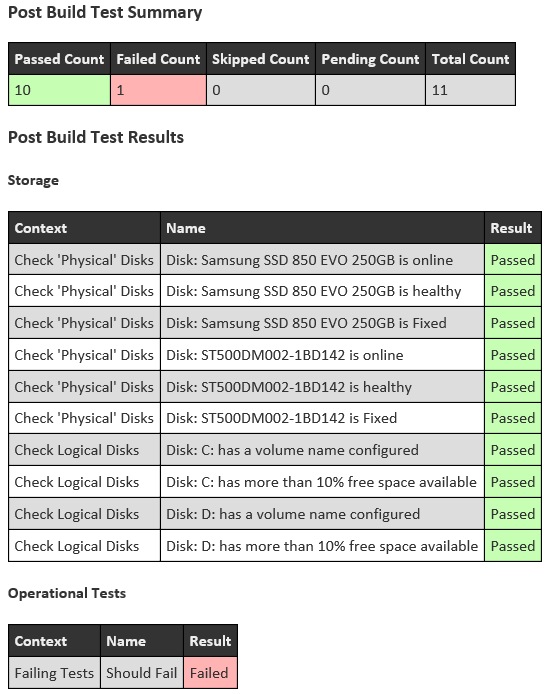 Post Build Test Summary
Passed Count Failed Count Skipped Count Pending Count Total Count
10 1 0 0 11
Post Build Test Results
Storage
Context Name Result
Check 'Physical' Disks Disk: Samsung SSD 850 EVO 250GB is online Passed
Check 'Physical' Disks Disk: Samsung SSD 850 EVO 250GB is healthy Passed
Check 'Physical' Disks Disk: Samsung SSD 850 EVO 250GB is Fixed Passed
Check 'Physical' Disks Disk: ST500DM002-1BD142 is online Passed
Check 'Physical' Disks Disk: ST500DM002-1BD142 is healthy Passed
Check 'Physical' Disks Disk: ST500DM002-1BD142 is Fixed Passed
Check Logical Disks Disk: C: has a volume name configured Passed
Check Logical Disks Disk: C: has more than 10% free space available Passed
Check Logical Disks Disk: D: has a volume name configured Passed
Check Logical Disks Disk: D: has more than 10% free space available Passed
Operational Tests
Context Name Result
Failing Tests Should Fail Failed